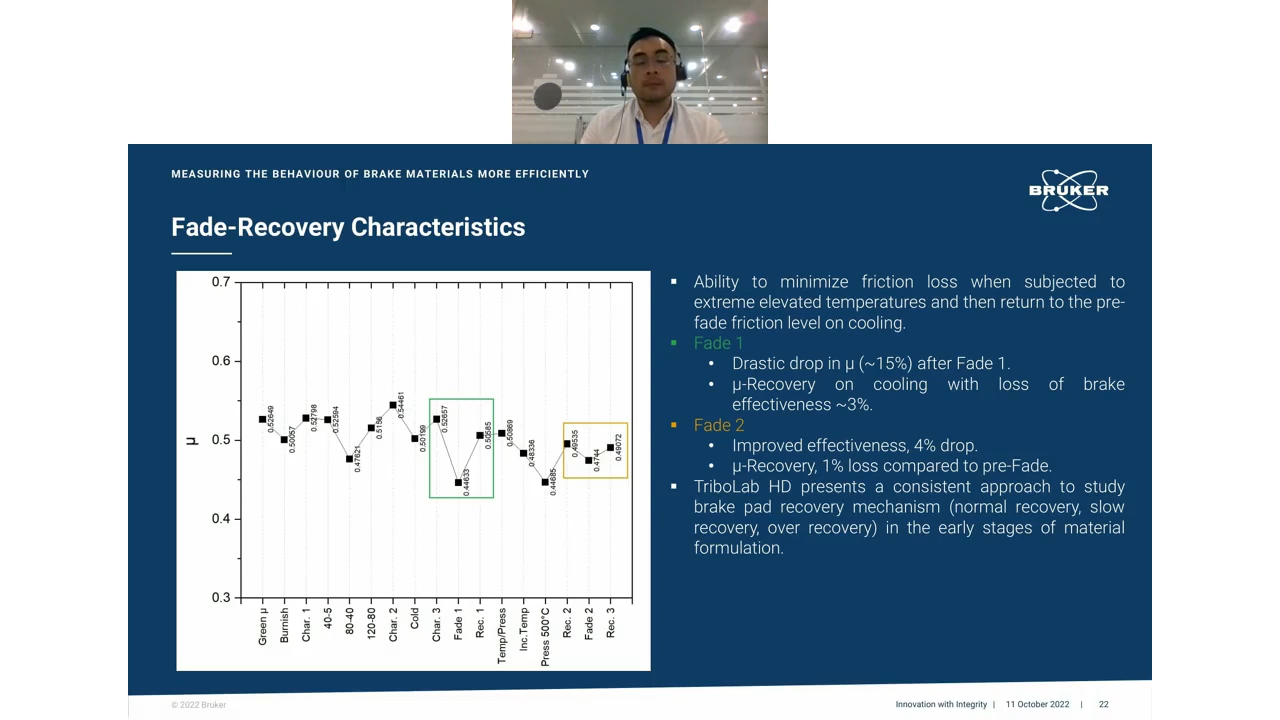 MEASURING THE BEHAVIOUR OF BRAKE MATERIALS MORE EFFICIENTLY
BRUKER
Fade-Recovery Characteristics
0.7
0.6
0.5
0.4
0.3
μ
0.52649
0.50057
0.52798
0.52594
0.47621
0.5156
0.54461
0.50199
0.52657
0.44633
0.50585
0.50869
0.48336
0.44685
0.49535
0.4744
0.49072
Green μ
Burnish
Char. 1
40-5
80-40
120-80
Char. 2
Cold
Char. 3
Fade 1
Rec. 1
Temp/Press
Inc.Temp
Press 500°C
Rec. 2
Fade 2
Rec. 3
▪ Ability to minimize friction loss when subjected to
extreme elevated temperatures and then return to the pre-
fade friction level on cooling.
▪ Fade 1
• Drastic drop in μ (~15%) after Fade 1.
• μ-Recovery on cooling with loss of brake
effectiveness ~3%.
▪ Fade 2
• Improved effectiveness, 4% drop.
• μ-Recovery, 1% loss compared to pre-Fade.
▪ TriboLab HD presents a consistent approach to study
brake pad recovery mechanism (normal recovery, slow
recovery, over recovery) in the early stages of material
formulation.
© 2022 Bruker
Innovation with Integrity | 11 October 2022 | 22